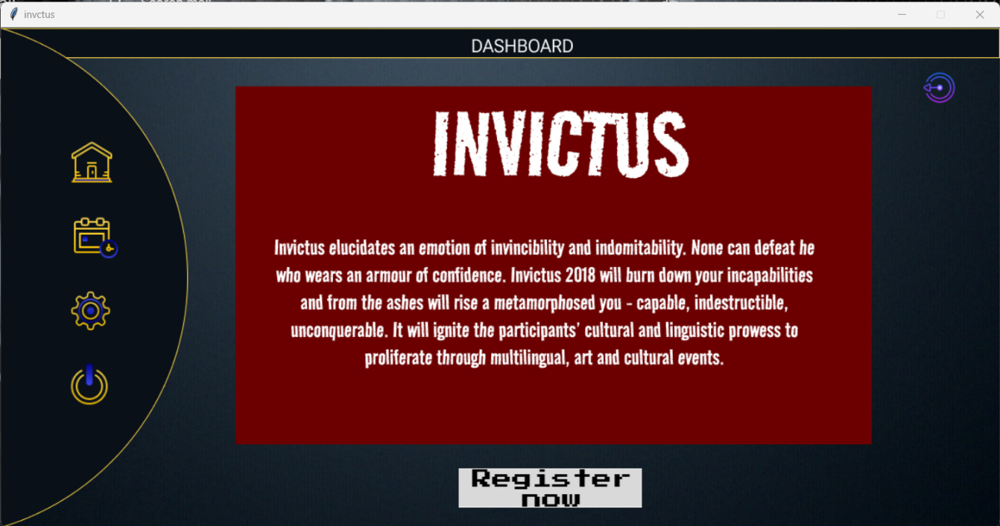 invctus
DASHBOARD
INVICTUS
Invictus elucidates an emotion of invincibility and indomitability. None can defeat he
who wears an armour of confidence. Invictus 2018 will burn down your incapabilities
and from the ashes will rise a metamorphosed you - capable, indestructible,
unconquerable. It will ignite the participants' cultural and linguistic prowess to
proliferate through multilingual, art and cultural events.
Register
now